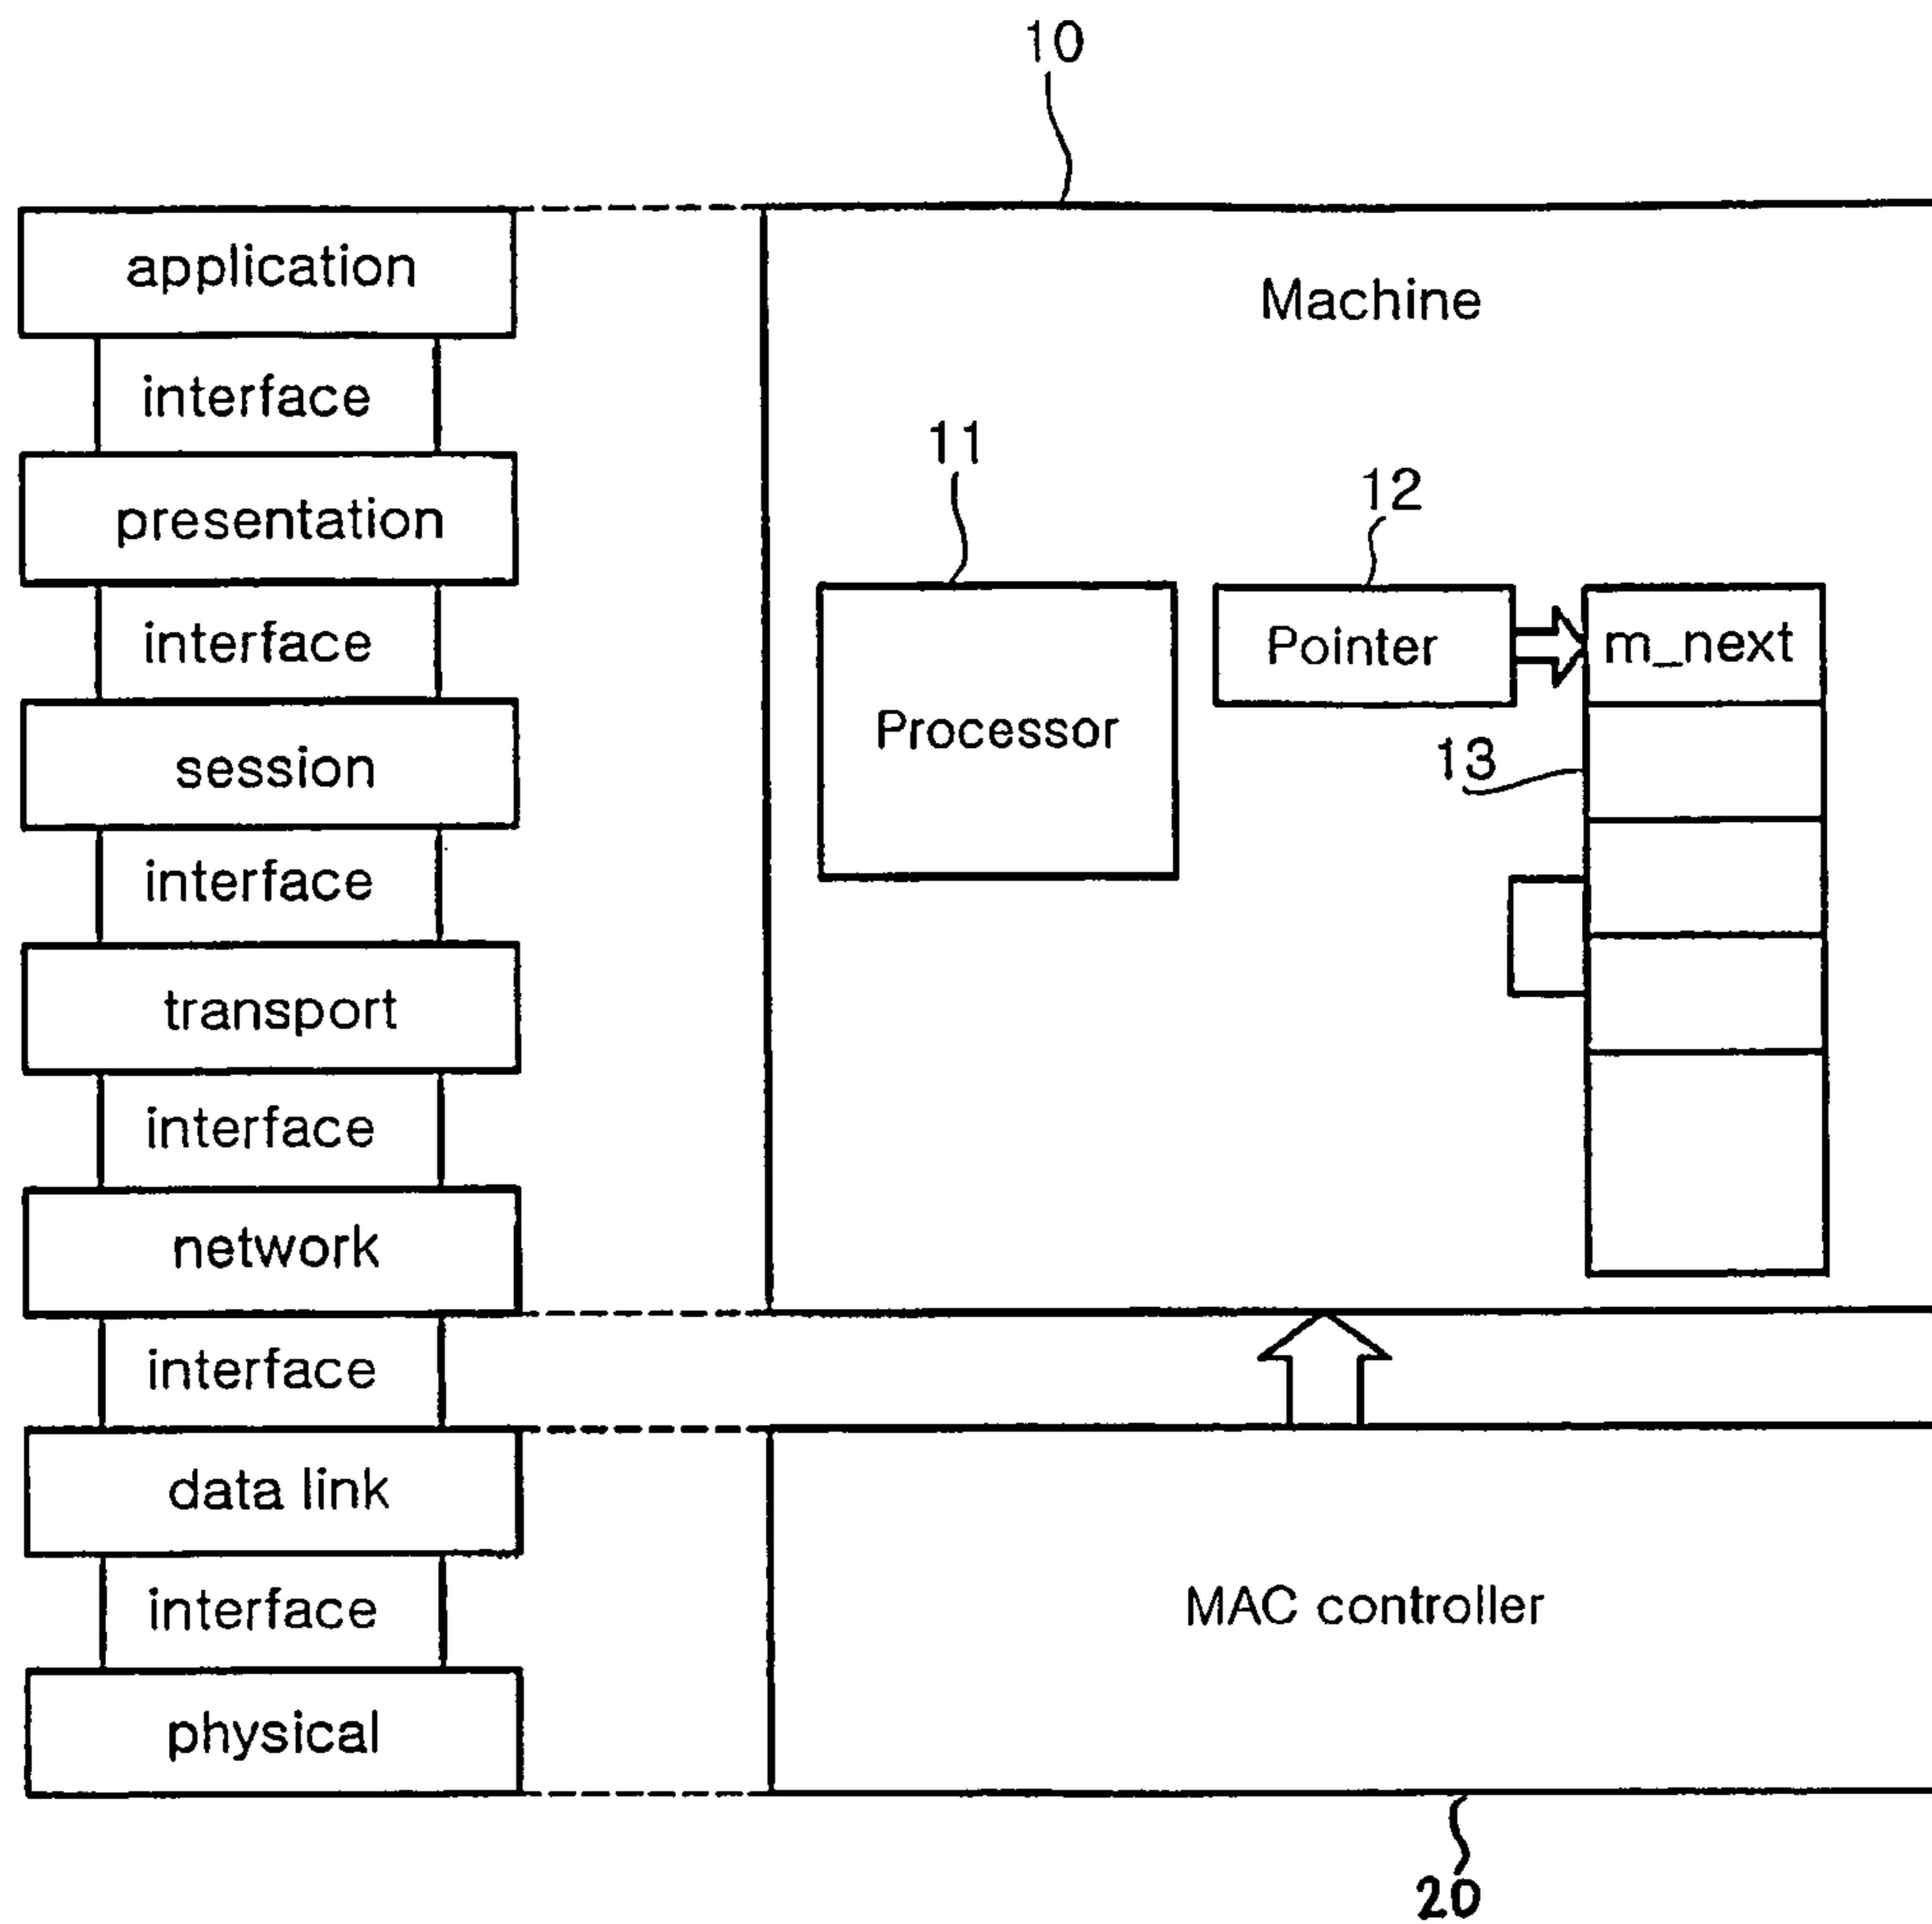 10
application
Machine
interface
11
12
presentation
Pointer
m_next
interface
Processor
13
session
interface
transport
interface
network
interface
data link
interface
MAC controller
physical
20